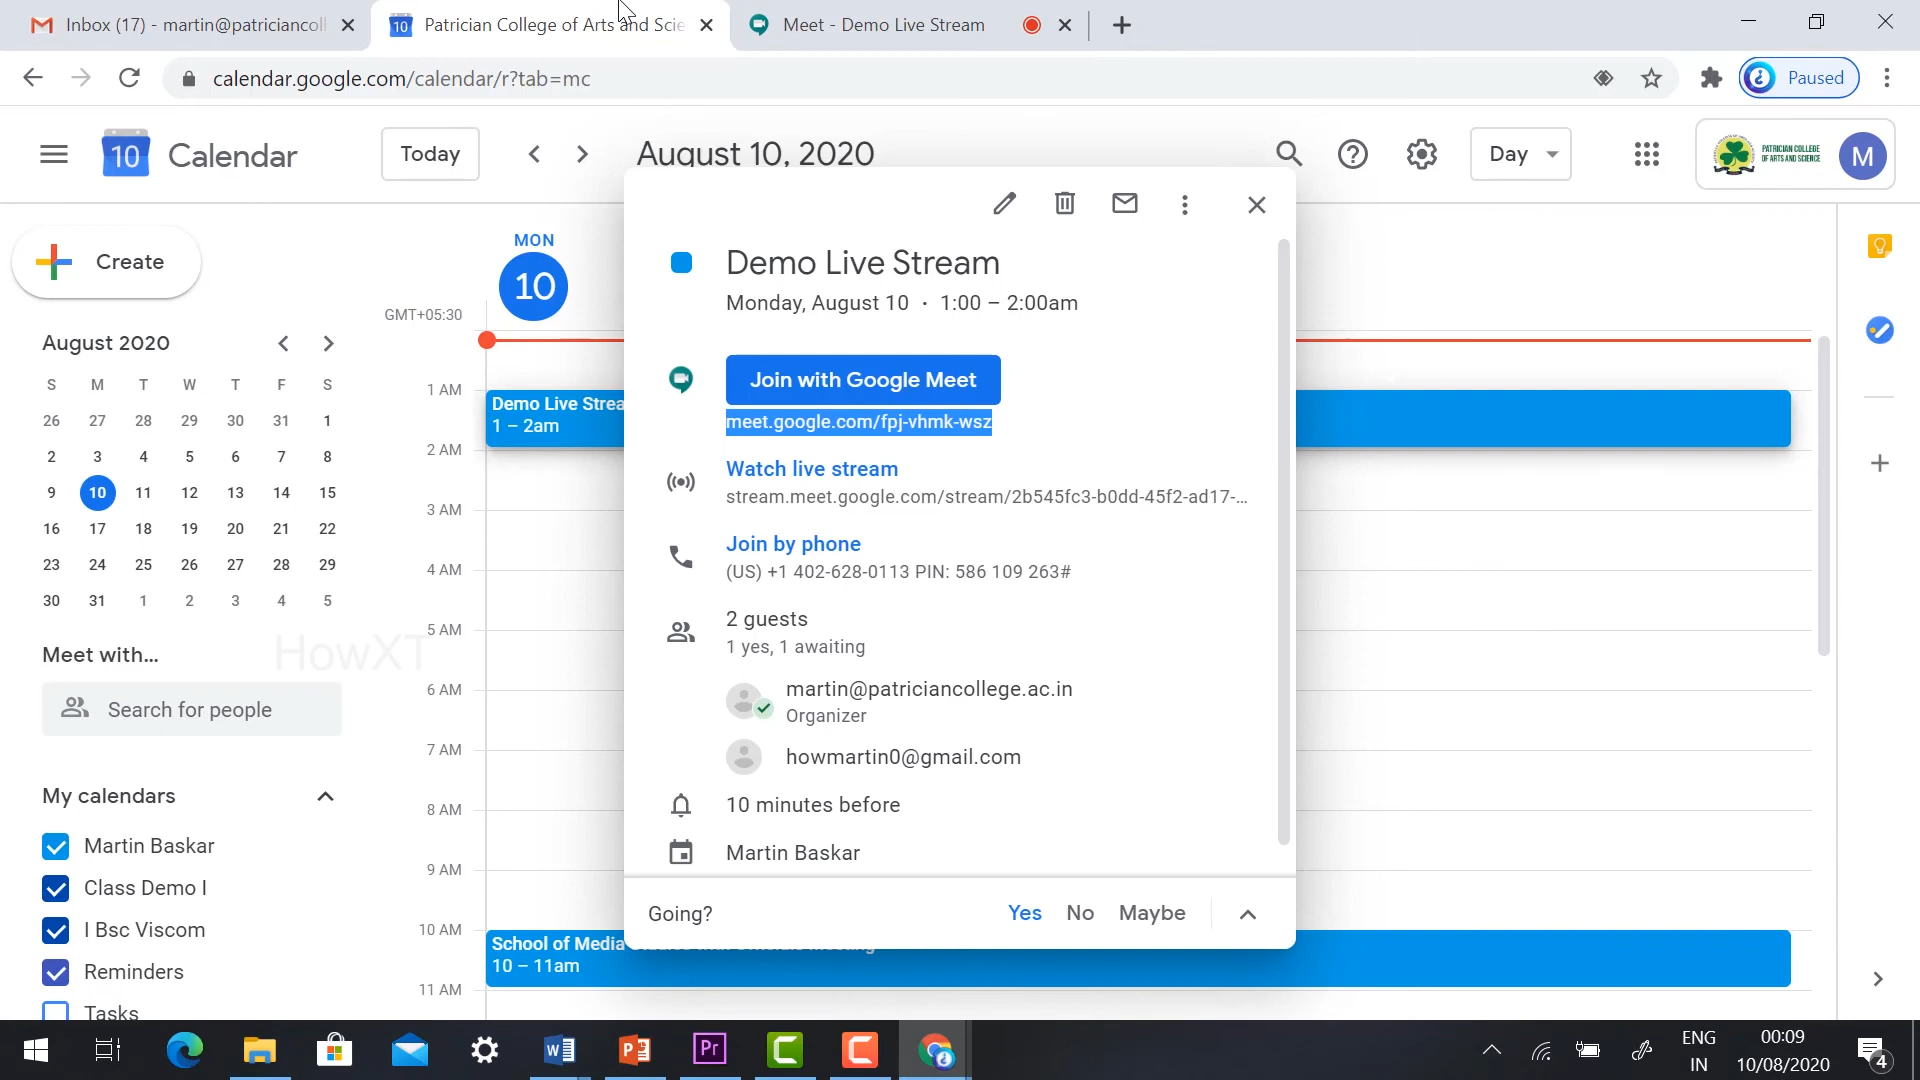 Inbox (17) - martin@patriciancoll
Patrician College of Arts and Scie
Meet - Demo Live Stream
calendar.google.com/calendar/r?tab=mc
Paused
10
Calendar
Today
August 10, 2020
Day
PATRICIAN COLLEGE
OF ARTS AND SCIENCE
M
Create
MON
10
GMT+05:30
August 2020
S M T W T F S
26 27 28 29 30 31 1
2 3 4 5 6 7 8
9 10 11 12 13 14 15
16 17 18 19 20 21 22
23 24 25 26 27 28 29
30 31 1 2 3 4 5
Meet with...
Search for people
HowXT
My calendars
Martin Baskar
Class Demo I
I Bsc Viscom
Reminders
Tasks
1 AM
2 AM
3 AM
4 AM
5 AM
6 AM
7 AM
8 AM
9 AM
10 AM
11 AM
Demo Live Strea
1 – 2am
School of Media
10 – 11am
Demo Live Stream
Monday, August 10 · 1:00 – 2:00am
Join with Google Meet
meet.google.com/fpj-vhmk-wsz
Watch live stream
stream.meet.google.com/stream/2b545fc3-b0dd-45f2-ad17-...
Join by phone
(US) +1 402-628-0113 PIN: 586 109 263#
2 guests
1 yes, 1 awaiting
martin@patriciancollege.ac.in
Organizer
howmartin0@gmail.com
10 minutes before
Martin Baskar
Going?
Yes No Maybe
ENG
IN
00:09
10/08/2020
4